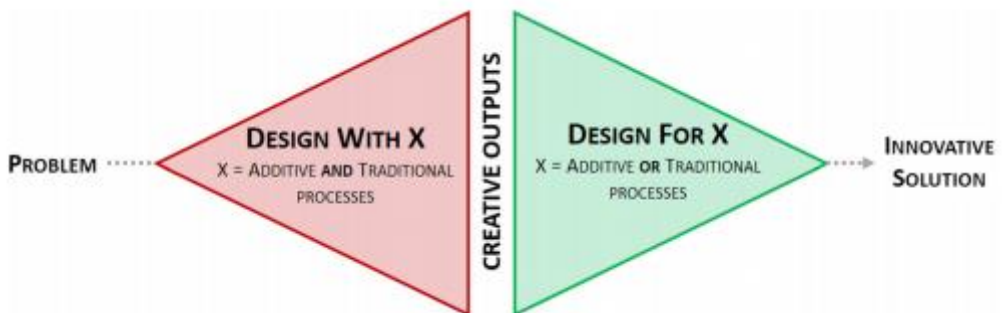 PROBLEM
DESIGN WITH X
X = ADDITIVE AND TRADITIONAL
PROCESSES
CREATIVE OUTPUTS
DESIGN FOR X
X = ADDITIVE OR TRADITIONAL
PROCESSES
INNOVATIVE
SOLUTION